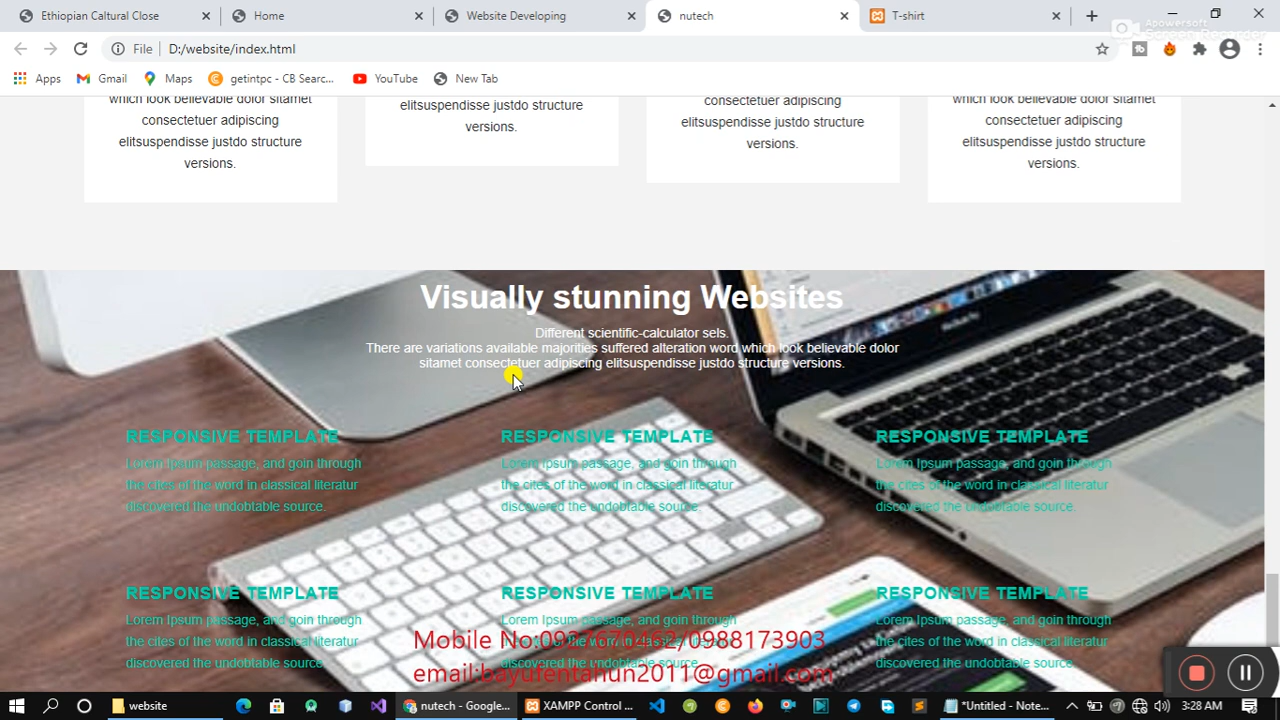 Ethiopian Caltural Close
Home
Website Developing
nutech
T-shirt
Apowersoft
Screen Recorder
File
D:/website/index.html
Apps
Gmail
Maps
getintpc - CB Searc...
YouTube
New Tab
which look believable dolor sitamet
consectetuer adipiscing
elitsuspendisse justdo structure
versions.
elitsuspendisse justdo structure
versions.
consectetuer adipiscing
elitsuspendisse justdo structure
versions.
which look believable dolor sitamet
consectetuer adipiscing
elitsuspendisse justdo structure
versions.
Visually stunning Websites
Different scientific-calculator sels.
There are variations available majorities suffered alteration word which look believable dolor
sitamet consectetuer adipiscing elitsuspendisse justdo structure versions.
RESPONSIVE TEMPLATE
Lorem Ipsum passage, and goin through
the cites of the word in classical literatur
discovered the undobtable source.
RESPONSIVE TEMPLATE
Lorem Ipsum passage, and goin through
the cites of the word in classical literatur
discovered the undobtable source.
RESPONSIVE TEMPLATE
Lorem Ipsum passage, and goin through
the cites of the word in classical literatur
discovered the undobtable source.
RESPONSIVE TEMPLATE
Lorem Ipsum passage, and goin through
the cites of the word in classical literatur
discovered the undobtable source.
RESPONSIVE TEMPLATE
Lorem Ipsum passage, and goin through
the cites of the word in classical literatur
discovered the undobtable source.
RESPONSIVE TEMPLATE
Lorem Ipsum passage, and goin through
the cites of the word in classical literatur
discovered the undobtable source.
Mobile
email:bayufentahun2011@gmail.com
website
nutech - Google...
XAMPP Control ...
*Untitled - Note...
3:28 AM